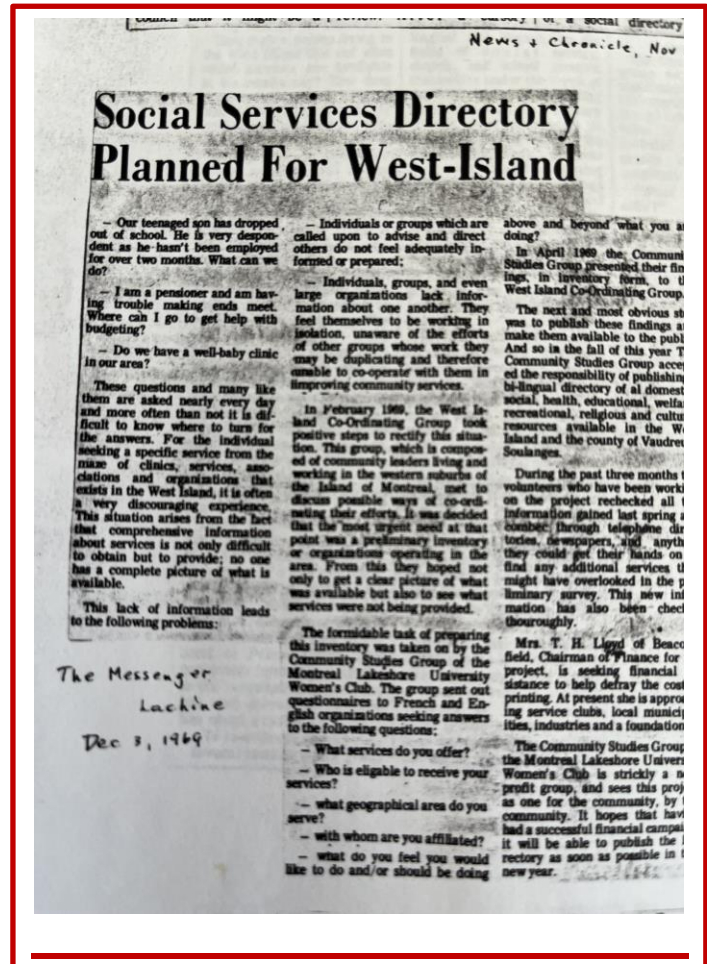 council that it might be a
or a social directory
News + Chronicle, Nov
Social Services Directory
Planned For West-Island
— Our teenaged son has dropped
out of school. He is very despon-
dent as he hasn't been employed
for over two months. What can we
do?
— I am a pensioner and am hav-
ing trouble making ends meet.
Where can I go to get help with
budgeting?
— Do we have a well-baby clinic
in our area?
These questions and many like
them are asked nearly every day
and more often than not it is dif-
ficult to know where to turn for
the answers. For the individual
seeking a specific service from the
maze of clinics, services, asso-
ciations and organizations that
exists in the West Island, it is often
a very discouraging experience.
This situation arises from the fact
that comprehensive information
about services is not only difficult
to obtain but to provide; no one
has a complete picture of what is
available.
This lack of information leads
to the following problems:
The Messenger
Lachine
Dec 3, 1969
— Individuals or groups which are
called upon to advise and direct
others do not feel adequately in-
formed or prepared;
— Individuals, groups, and even
large organizations lack infor-
mation about one another. They
feel themselves to be working in
isolation, unaware of the efforts
of other groups whose work they
may be duplicating and therefore
unable to co-operate with them in
limproving community services.
In February 1969, the West Is-
land Co-Ordinating Group took
positive steps to rectify this situa-
tion. This group, which is compos-
ed of community leaders living and
working in the western suburbs of
the Island of Montreal, met to
discuss possible ways of co-ordi-
nating their efforts. It was decided
that the most urgent need at that
point was a preliminary inventory
or organizations operating in the
area. From this they hoped not
only to get a clear picture of what
was available but also to see what
services were not being provided.
The formidable task of preparing
this inventory was taken on by the
Community Studies Group of the
Montreal Lakeshore University
Women's Club. The group sent out
questionnaires to French and En-
glish organizations seeking answers
to the following questions;
— What services do you offer?
— Who is eligable to receive your
services?
— what geographical area do you
serve?
— with whom are you affiliated?
— what do you feel you would
like to do and/or should be doing
above and beyond what you a
doing?
In April 1969 the Communi
Studies Group presented their fin
ings, in inventory form, to t
West Island Co-Ordinating Group.
The next and most obvious st
was to publish these findings a
make them available to the publ
And so in the fall of this year T
Community Studies Group accep
ed the responsibility of publishing
bi-lingual directory of al domest
social, health, educational, welfa
recreational, religious and cultur
resources available in the We
Island and the county of Vaudreu
Soulanges.
During the past three months t
volunteers who have been worki
on the project rechecked all t
information gained last spring a
combec through telephone dir
tories, newspapers, and anyth
they could get their hands on
find any additional services th
might have overlooked in the p
liminary survey. This new inf
mation has also been check
thouroughly.
Mrs. T. H. Lloyd of Beaco
field, Chairman of Finance for
project, is seeking financial
sistance to help defray the cost
printing. At present she is approa
ing service clubs, local municip
ities, industries and a foundation
The Community Studies Group
the Montreal Lakeshore Univers
Women's Club is strictly a n
profit group, and sees this proj
as one for the community, by t
community. It hopes that havi
had a successful financial campai
it will be able to publish the
rectory as soon as possible in t
new year.